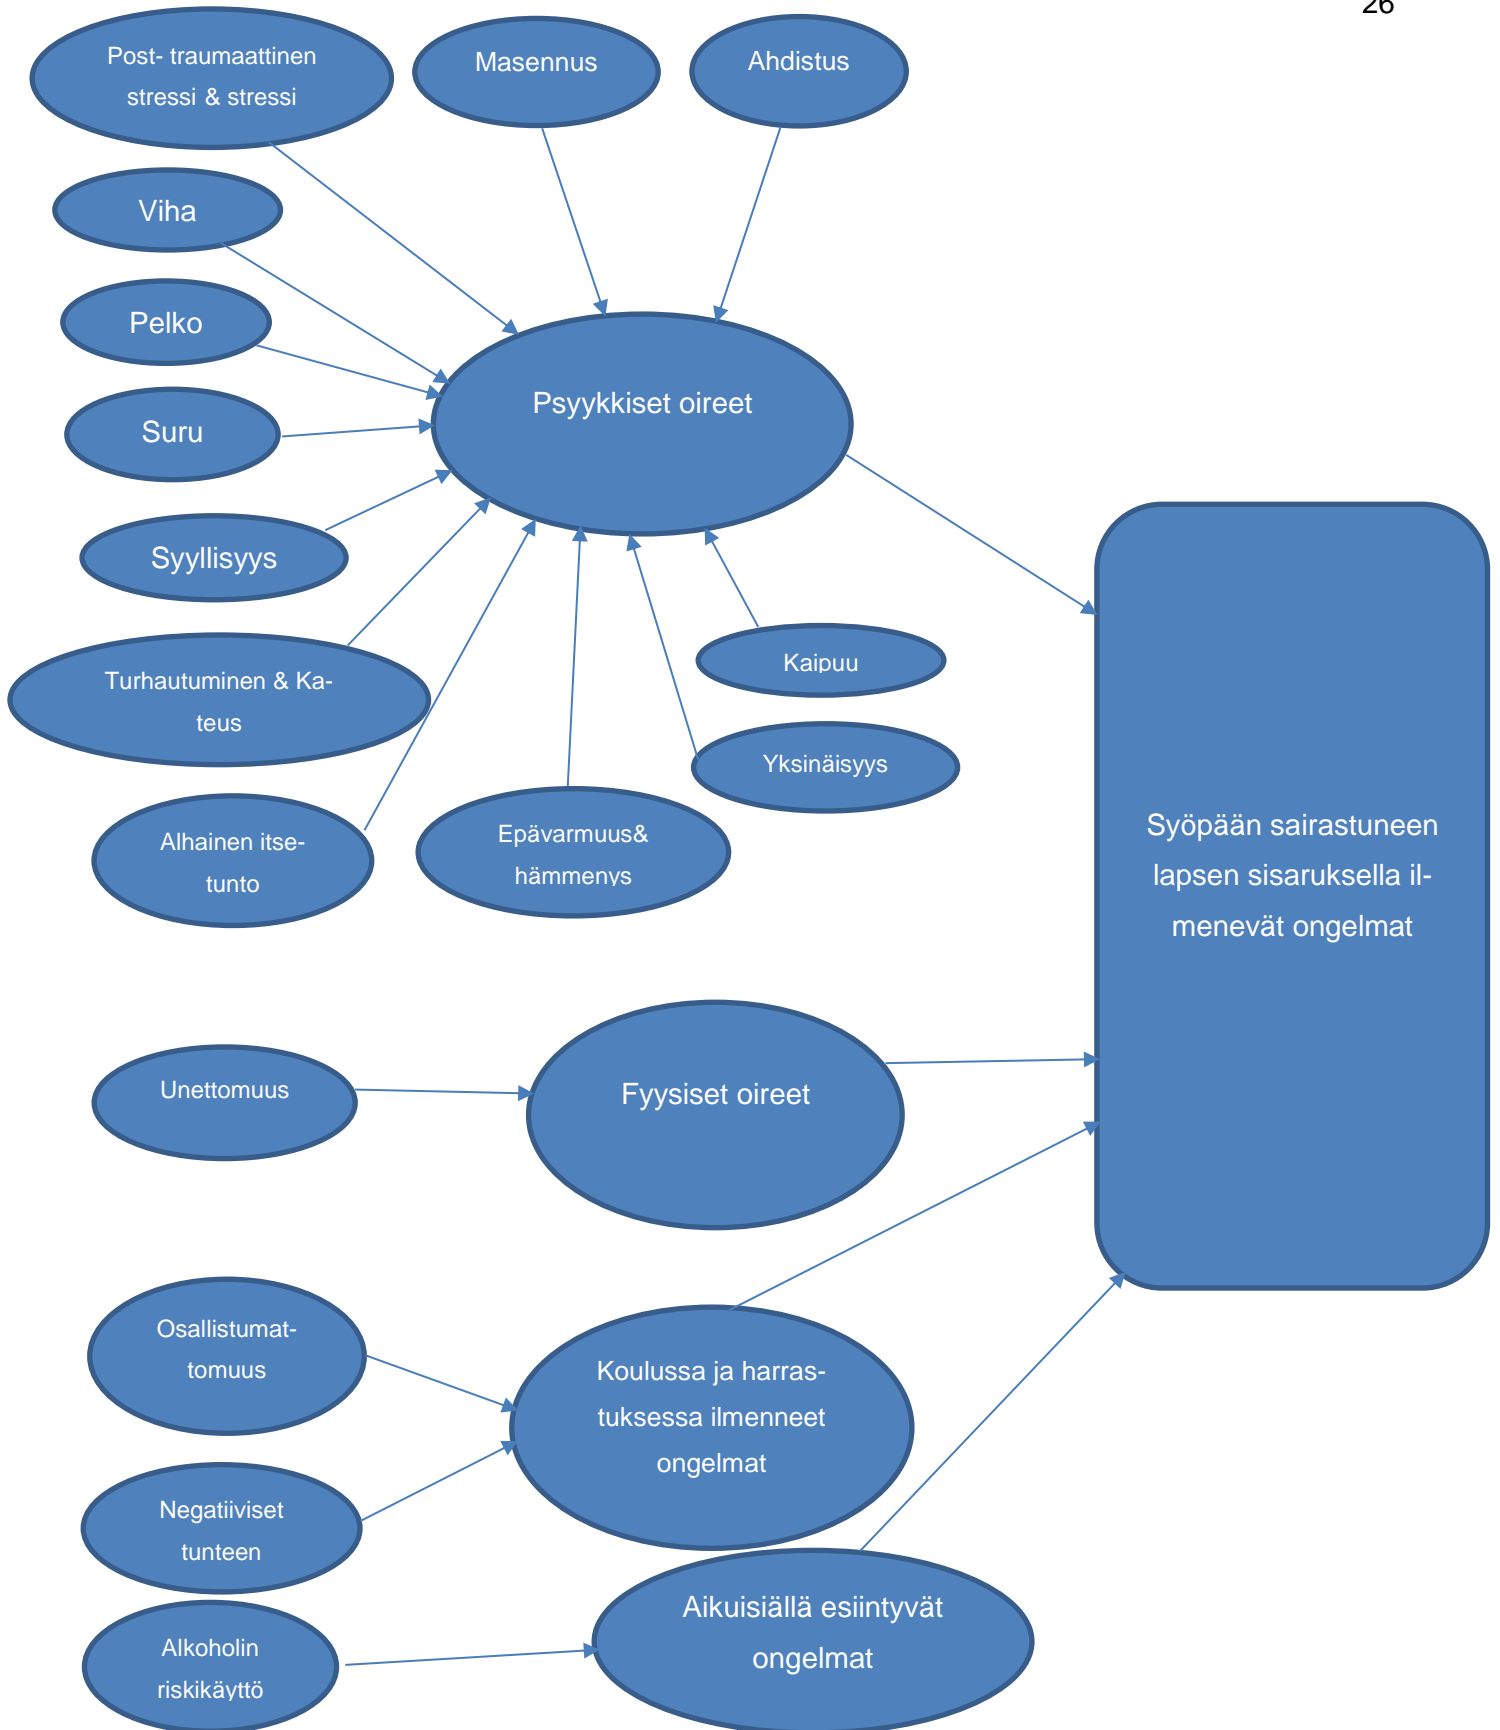 26
Post- traumaattinen
stressi & stressi
Masennus
Ahdistus
Viha
Pelko
Psyykkiset oireet
Suru
Syyllisyys
Kaipuu
Turhautuminen & Ka-
teus
Yksinäisyys
Alhainen itse-
tunto
Epävarmuus&
hämmenys
Syöpään sairastuneen
lapsen sisaruksella il-
menevät ongelmat
Unettomuus
Fyysiset oireet
Osallistumat-
tomuus
Koulussa ja harras-
tuksessa ilmenneet
ongelmat
Negatiiviset
tunteen
Aikuisiällä esiintyvät
ongelmat
Alkoholin
riskikäyttö